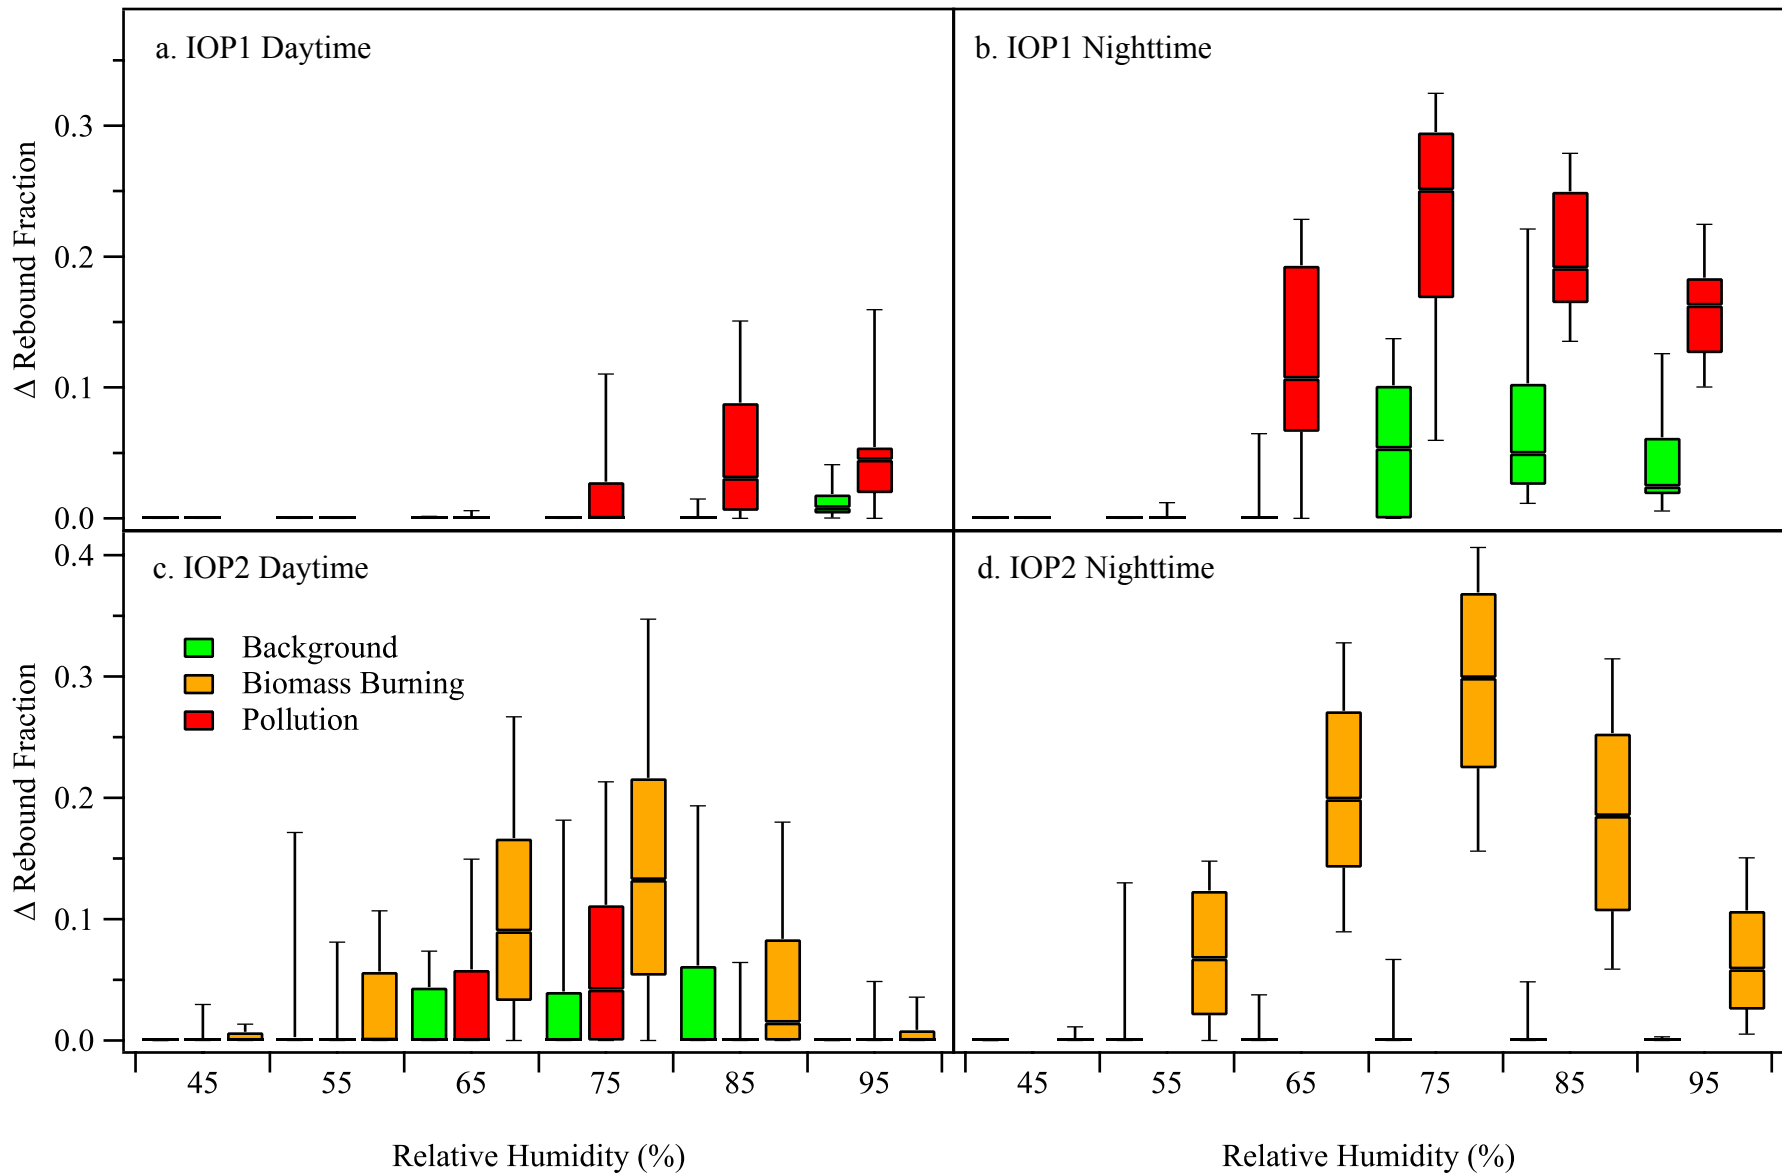 a. IOP1 Daytime
b. IOP1 Nighttime
0.3
0.2
0.1
0.0
Δ Rebound Fraction
c. IOP2 Daytime
d. IOP2 Nighttime
Background
Biomass Burning
Pollution
0.4
0.3
0.2
0.1
0.0
Δ Rebound Fraction
45 55 65 75 85 95
45 55 65 75 85 95
Relative Humidity (%)
Relative Humidity (%)